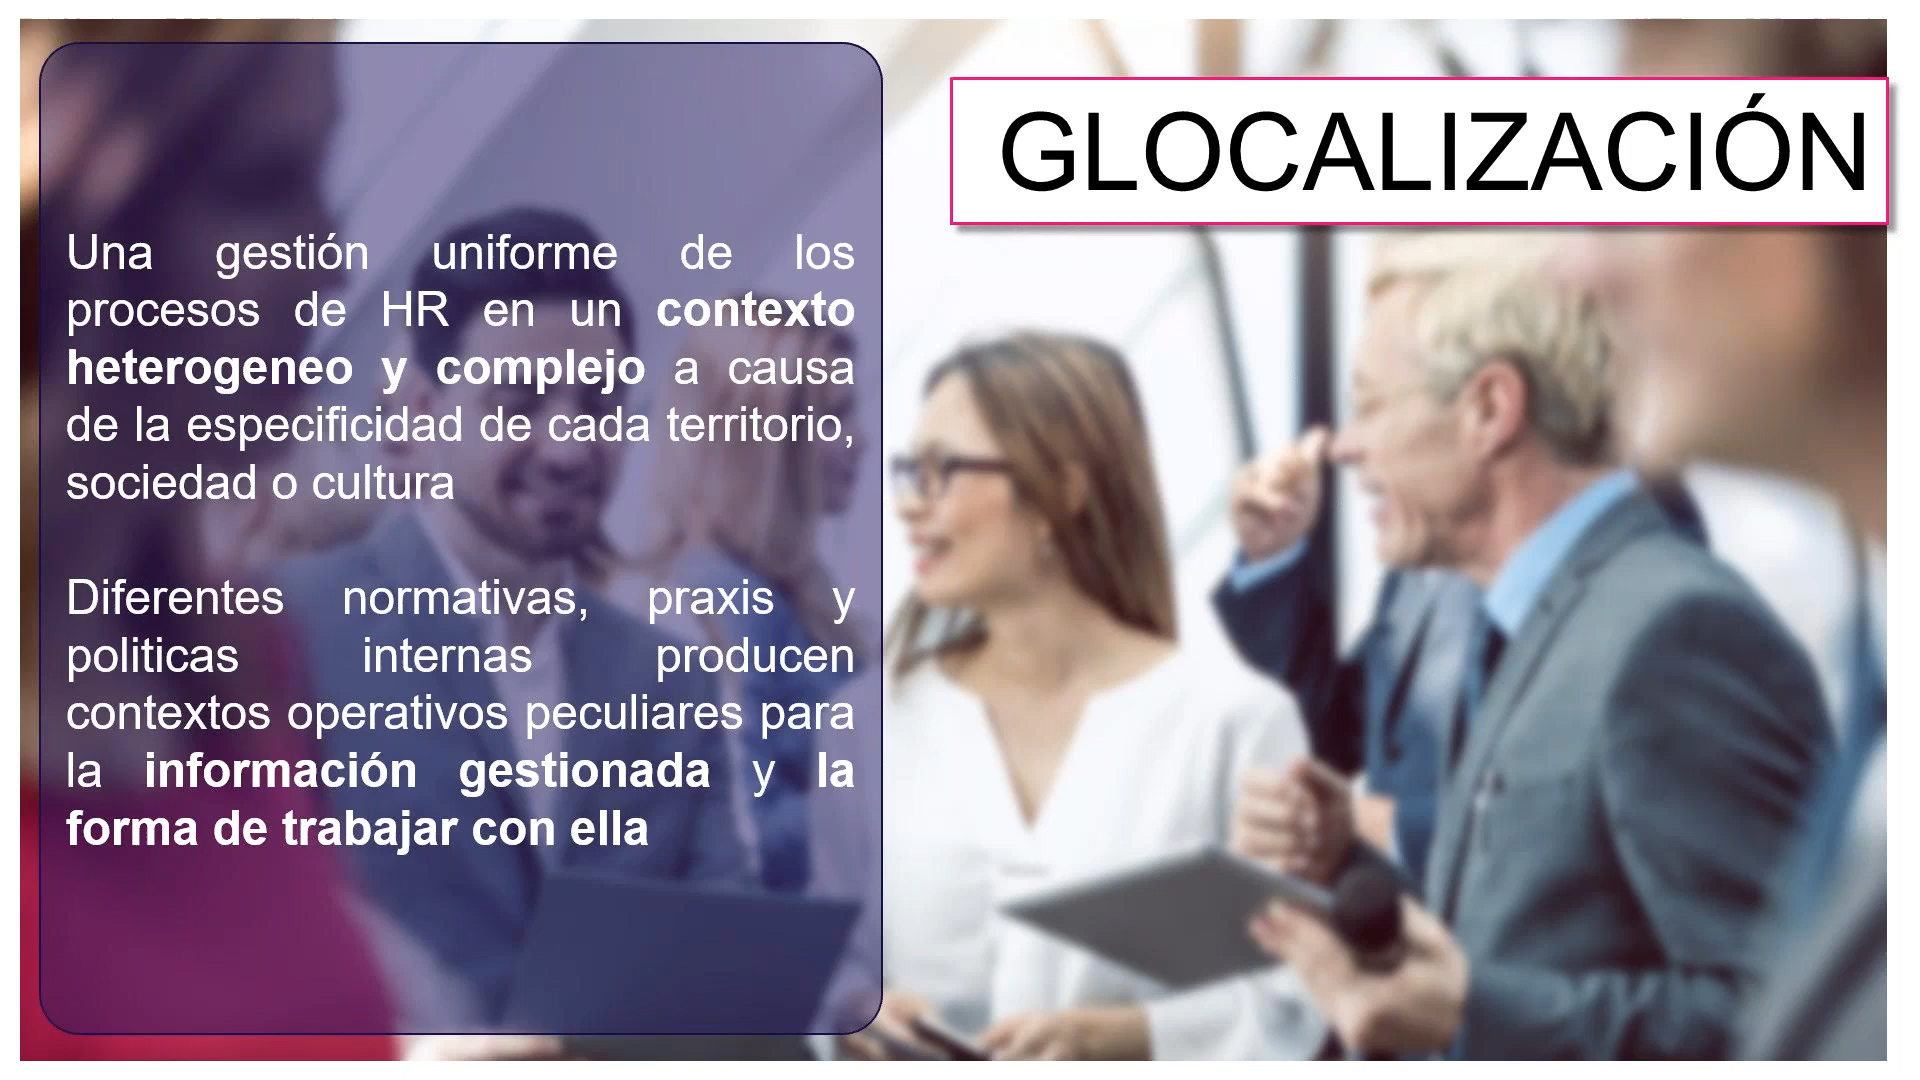 GLOCALIZACIÓN
Una gestión uniforme de los
procesos de HR en un contexto
heterogeneo y complejo a causa
de la especificidad de cada territorio,
sociedad o cultura
Diferentes normativas, praxis y
politicas internas producen
contextos operativos peculiares para
la información gestionada y la
forma de trabajar con ella